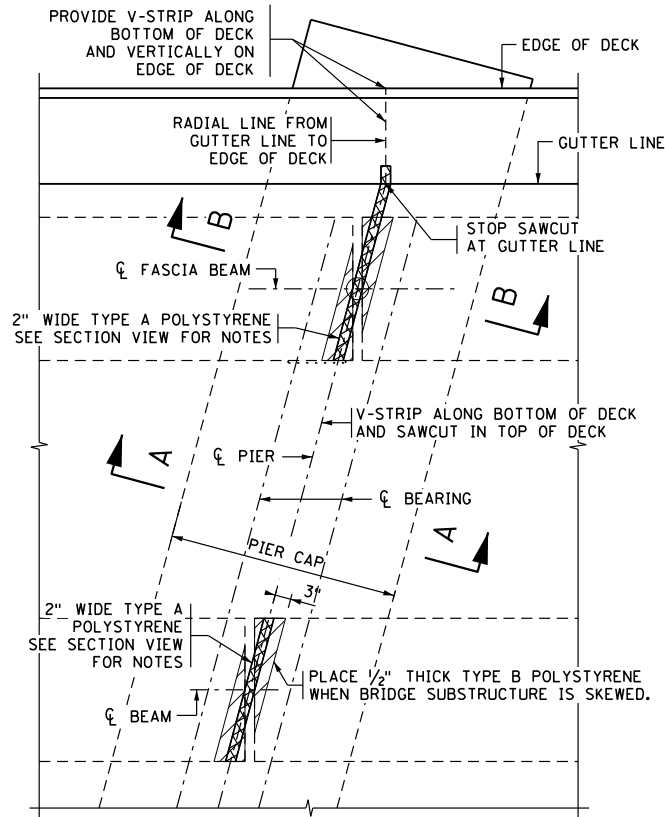 PROVIDE V-STRIP ALONG
BOTTOM OF DECK
AND VERTICALLY ON
EDGE OF DECK
EDGE OF DECK
RADIAL LINE FROM
GUTTER LINE TO
EDGE OF DECK
GUTTER LINE
B
STOP SAWCUT
AT GUTTER LINE
℄ FASCIA BEAM
B
2" WIDE TYPE A POLYSTYRENE
SEE SECTION VIEW FOR NOTES
V-STRIP ALONG BOTTOM OF DECK
AND SAWCUT IN TOP OF DECK
A
℄ PIER
℄ BEARING
A
PIER CAP
3"
2" WIDE TYPE A
POLYSTYRENE
SEE SECTION VIEW
FOR NOTES
PLACE 1/2" THICK TYPE B POLYSTYRENE
WHEN BRIDGE SUBSTRUCTURE IS SKEWED.
℄ BEAM